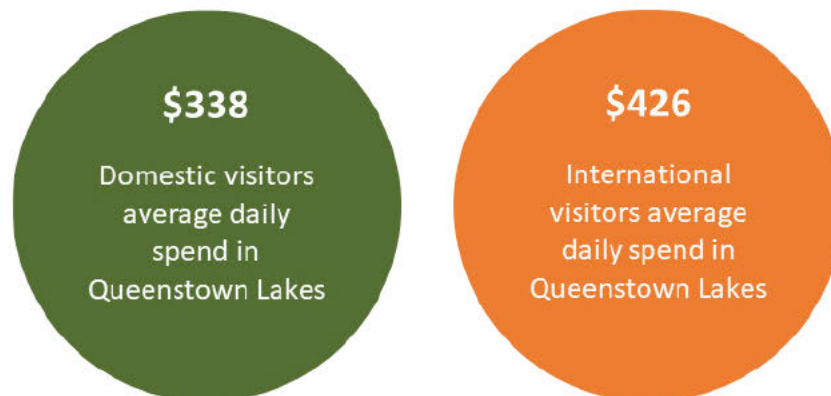 $338
Domestic visitors
average daily
spend in
Queenstown Lakes
$426
International
visitors average
daily spend in
Queenstown Lakes